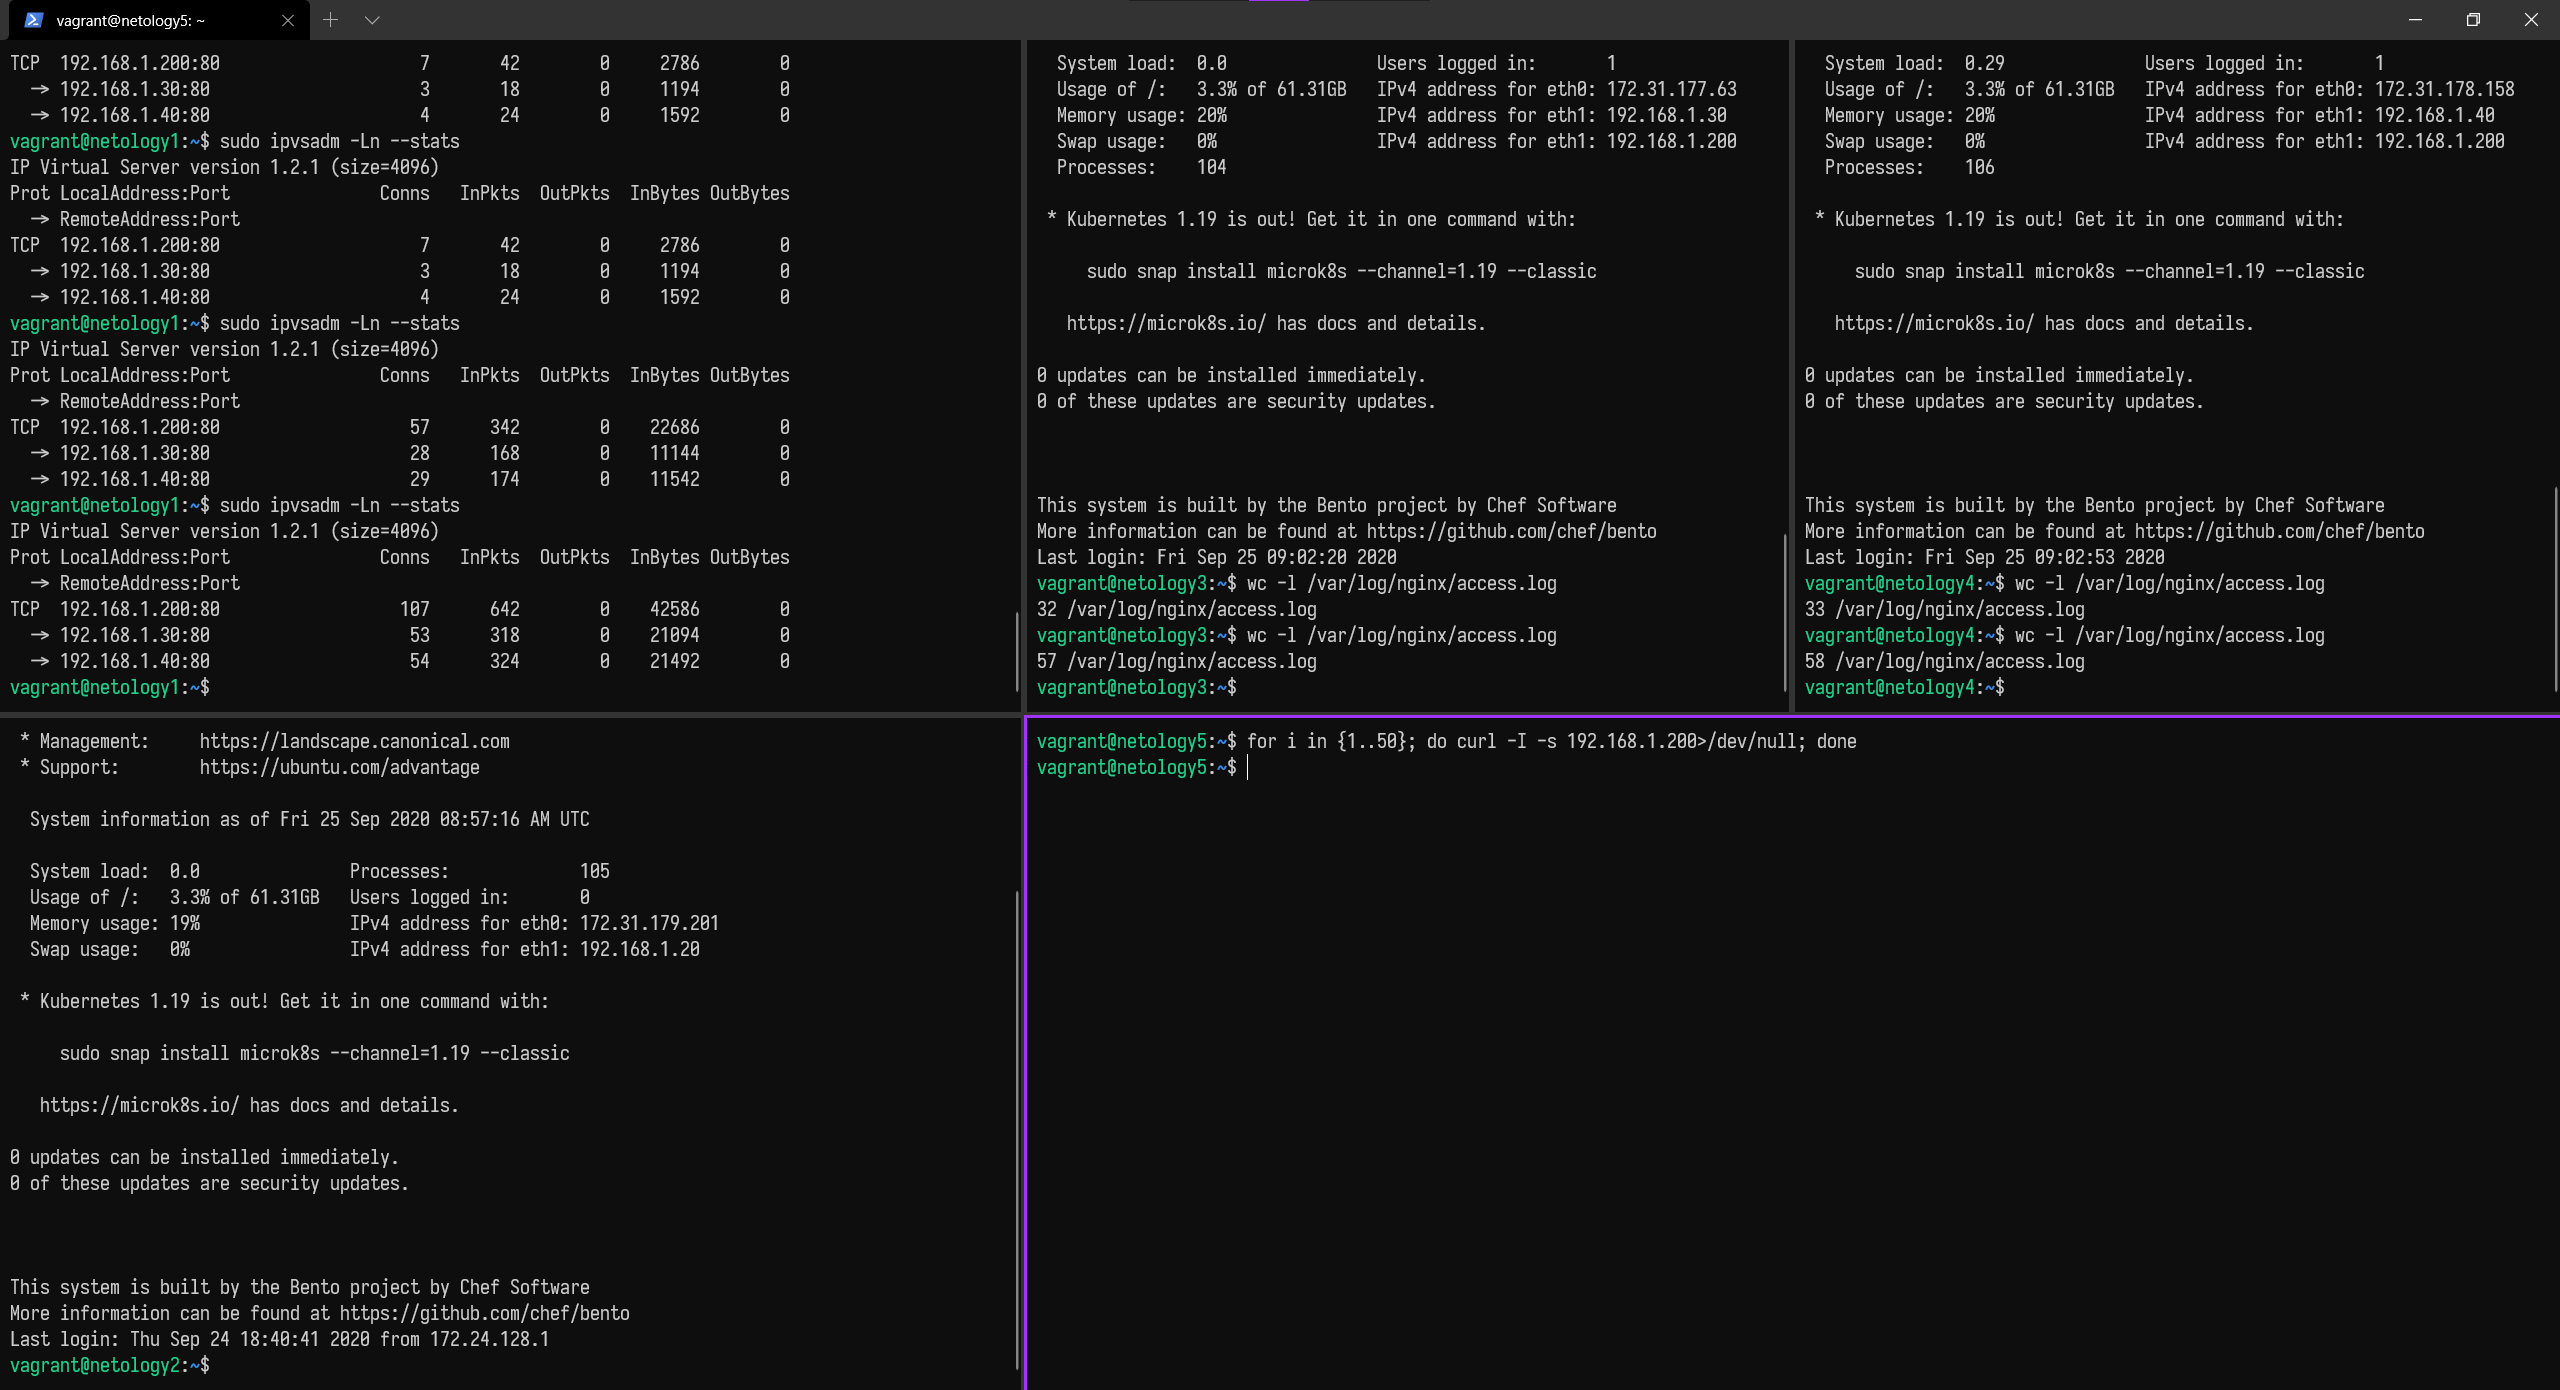 vagrant@netology5: ~
TCP  192.168.1.200:80                    7       42        0     2786        0
  -> 192.168.1.30:80                     3       18        0     1194        0
  -> 192.168.1.40:80                     4       24        0     1592        0
vagrant@netology1:~$ sudo ipvsadm -Ln --stats
IP Virtual Server version 1.2.1 (size=4096)
Prot LocalAddress:Port               Conns   InPkts  OutPkts  InBytes OutBytes
  -> RemoteAddress:Port
TCP  192.168.1.200:80                    7       42        0     2786        0
  -> 192.168.1.30:80                     3       18        0     1194        0
  -> 192.168.1.40:80                     4       24        0     1592        0
vagrant@netology1:~$ sudo ipvsadm -Ln --stats
IP Virtual Server version 1.2.1 (size=4096)
Prot LocalAddress:Port               Conns   InPkts  OutPkts  InBytes OutBytes
  -> RemoteAddress:Port
TCP  192.168.1.200:80                   57      342        0    22686        0
  -> 192.168.1.30:80                    28      168        0    11144        0
  -> 192.168.1.40:80                    29      174        0    11542        0
vagrant@netology1:~$ sudo ipvsadm -Ln --stats
IP Virtual Server version 1.2.1 (size=4096)
Prot LocalAddress:Port               Conns   InPkts  OutPkts  InBytes OutBytes
  -> RemoteAddress:Port
TCP  192.168.1.200:80                  107      642        0    42586        0
  -> 192.168.1.30:80                    53      318        0    21094        0
  -> 192.168.1.40:80                    54      324        0    21492        0
vagrant@netology1:~$
System load:  0.0               Users logged in:       1
Usage of /:   3.3% of 61.31GB   IPv4 address for eth0: 172.31.177.63
Memory usage: 20%               IPv4 address for eth1: 192.168.1.30
Swap usage:   0%                IPv4 address for eth1: 192.168.1.200
Processes:    104
* Kubernetes 1.19 is out! Get it in one command with:
sudo snap install microk8s --channel=1.19 --classic
https://microk8s.io/ has docs and details.
0 updates can be installed immediately.
0 of these updates are security updates.
This system is built by the Bento project by Chef Software
More information can be found at https://github.com/chef/bento
Last login: Fri Sep 25 09:02:20 2020
vagrant@netology3:~$ wc -l /var/log/nginx/access.log
32 /var/log/nginx/access.log
vagrant@netology3:~$ wc -l /var/log/nginx/access.log
57 /var/log/nginx/access.log
vagrant@netology3:~$
System load:  0.29              Users logged in:       1
Usage of /:   3.3% of 61.31GB   IPv4 address for eth0: 172.31.178.158
Memory usage: 20%               IPv4 address for eth1: 192.168.1.40
Swap usage:   0%                IPv4 address for eth1: 192.168.1.200
Processes:    106
* Kubernetes 1.19 is out! Get it in one command with:
sudo snap install microk8s --channel=1.19 --classic
https://microk8s.io/ has docs and details.
0 updates can be installed immediately.
0 of these updates are security updates.
This system is built by the Bento project by Chef Software
More information can be found at https://github.com/chef/bento
Last login: Fri Sep 25 09:02:53 2020
vagrant@netology4:~$ wc -l /var/log/nginx/access.log
33 /var/log/nginx/access.log
vagrant@netology4:~$ wc -l /var/log/nginx/access.log
58 /var/log/nginx/access.log
vagrant@netology4:~$
* Management:     https://landscape.canonical.com
* Support:        https://ubuntu.com/advantage
System information as of Fri 25 Sep 2020 08:57:16 AM UTC
System load:  0.0               Processes:             105
Usage of /:   3.3% of 61.31GB   Users logged in:       0
Memory usage: 19%               IPv4 address for eth0: 172.31.179.201
Swap usage:   0%                IPv4 address for eth1: 192.168.1.20
* Kubernetes 1.19 is out! Get it in one command with:
sudo snap install microk8s --channel=1.19 --classic
https://microk8s.io/ has docs and details.
0 updates can be installed immediately.
0 of these updates are security updates.
This system is built by the Bento project by Chef Software
More information can be found at https://github.com/chef/bento
Last login: Thu Sep 24 18:40:41 2020 from 172.24.128.1
vagrant@netology2:~$
vagrant@netology5:~$ for i in {1..50}; do curl -I -s 192.168.1.200>/dev/null; done
vagrant@netology5:~$